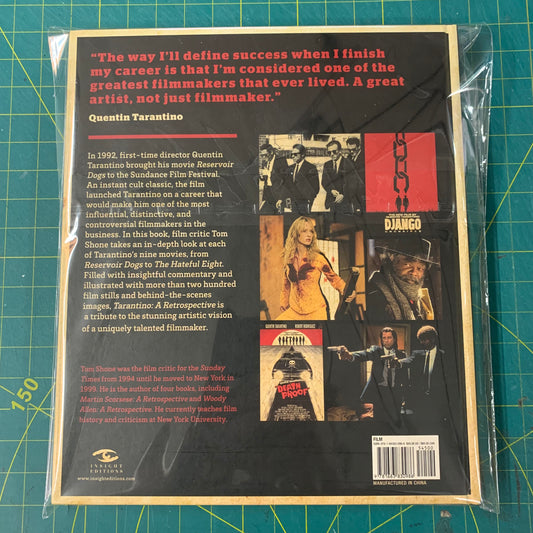 “The way I'll define success when I finish
my career is that I'm considered one of the
greatest filmmakers that ever lived. A great
artist, not just filmmaker.”
Quentin Tarantino
In 1992, first-time director Quentin
Tarantino brought his movie Reservoir
Dogs to the Sundance Film Festival.
An instant cult classic, the film
launched Tarantino on a career that
would make him one of the most
influential, distinctive, and
controversial filmmakers in the
business. In this book, film critic Tom
Shone takes an in-depth look at each
of Tarantino's nine movies, from
Reservoir Dogs to The Hateful Eight.
Filled with insightful commentary and
illustrated with more than two hundred
film stills and behind-the-scenes
images, Tarantino: A Retrospective is
a tribute to the stunning artistic vision
of a uniquely talented filmmaker.
DJANGO
QUENTIN TARANTINO
ROBERT RODRIGUEZ
DEATH
PROOF
Tom Shone was the film critic for the Sunday
Times from 1994 until he moved to New York in
1999. He is the author of four books, including
Martin Scorsese: A Retrospective and Woody
Allen: A Retrospective. He currently teaches film
history and criticism at New York University.
INSIGHT
EDITIONS
www.insighteditions.com
FILM
54500
MANUFACTURED IN CHINA
150